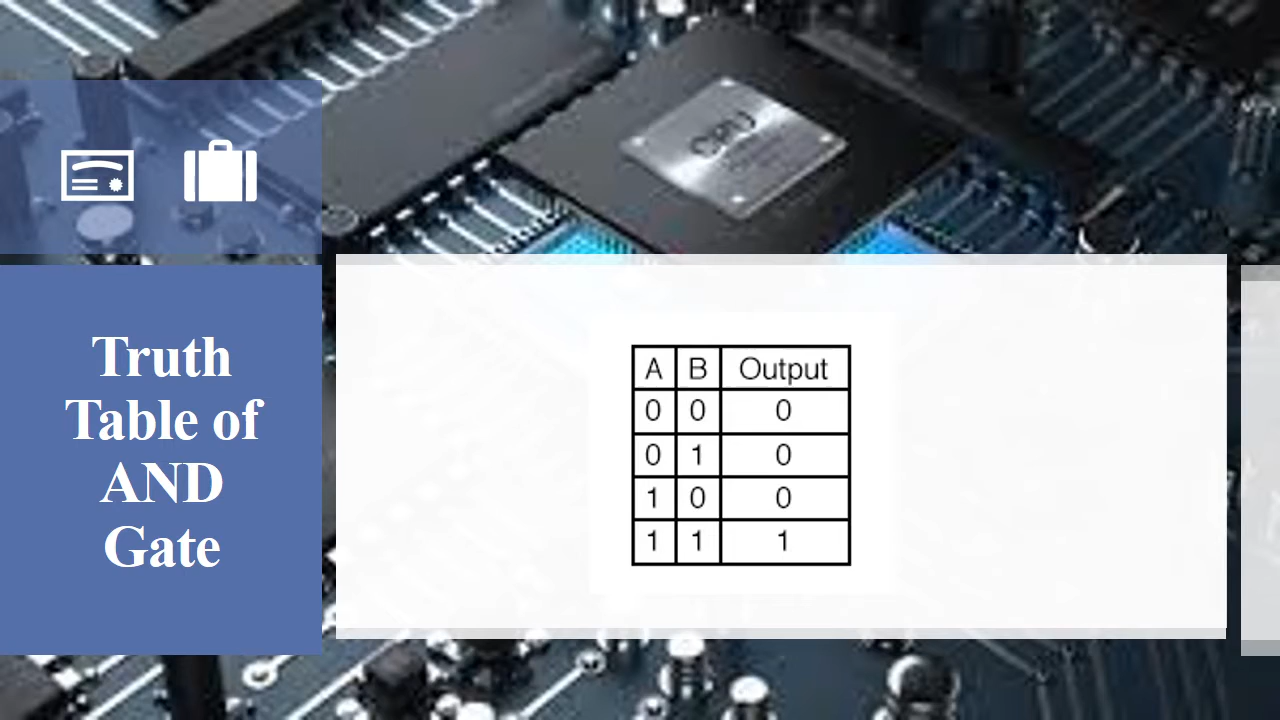 CPU
Truth
Table of
AND
Gate
A B Output
0 0 0
0 1 0
1 0 0
1 1 1